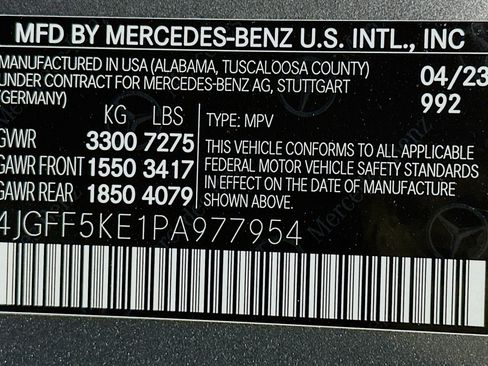 MFD BY MERCEDES-BENZ U.S. INTL., INC
MANUFACTURED IN USA (ALABAMA, TUSCALOOSA COUNTY) 04/23
UNDER CONTRACT FOR MERCEDES-BENZ AG, STUTTGART 992
(GERMANY)
KG LBS
TYPE: MPV
GVWR 3300 7275
GAWR FRONT 1550 3417
GAWR REAR 1850 4079
THIS VEHICLE CONFORMS TO ALL APPLICABLE
FEDERAL MOTOR VEHICLE SAFETY STANDARDS
IN EFFECT ON THE DATE OF MANUFACTURE
SHOWN ABOVE.
4JGFF5KE1PA977954